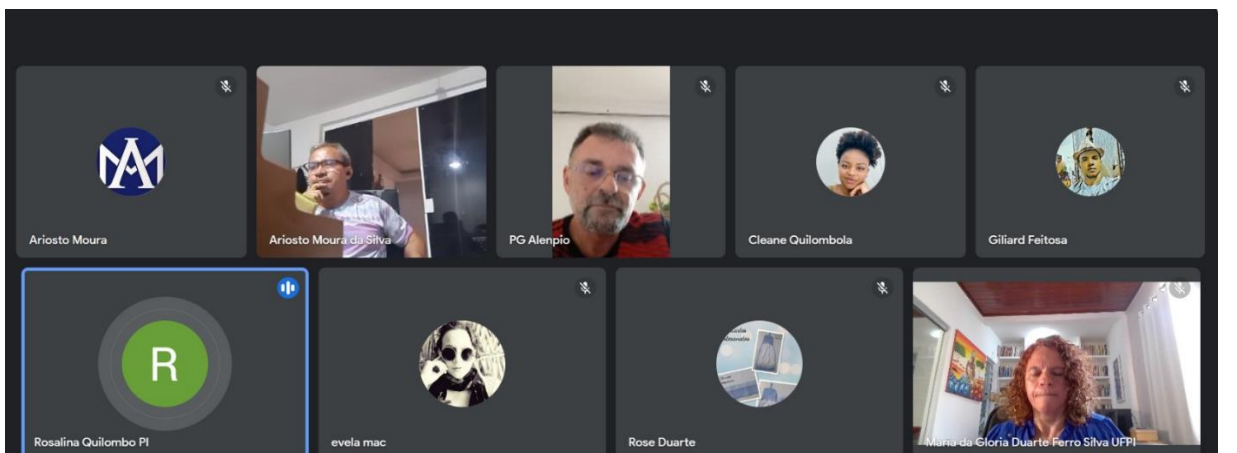 Ariosto Moura
Ariosto Moura da Silva
PG Alenpio
Cleane Quilombola
Giliard Feitosa
R
Rosalina Quilombo PI
evela mac
Rose Duarte
Maria da Gloria Duarte Ferro Silva UFPI